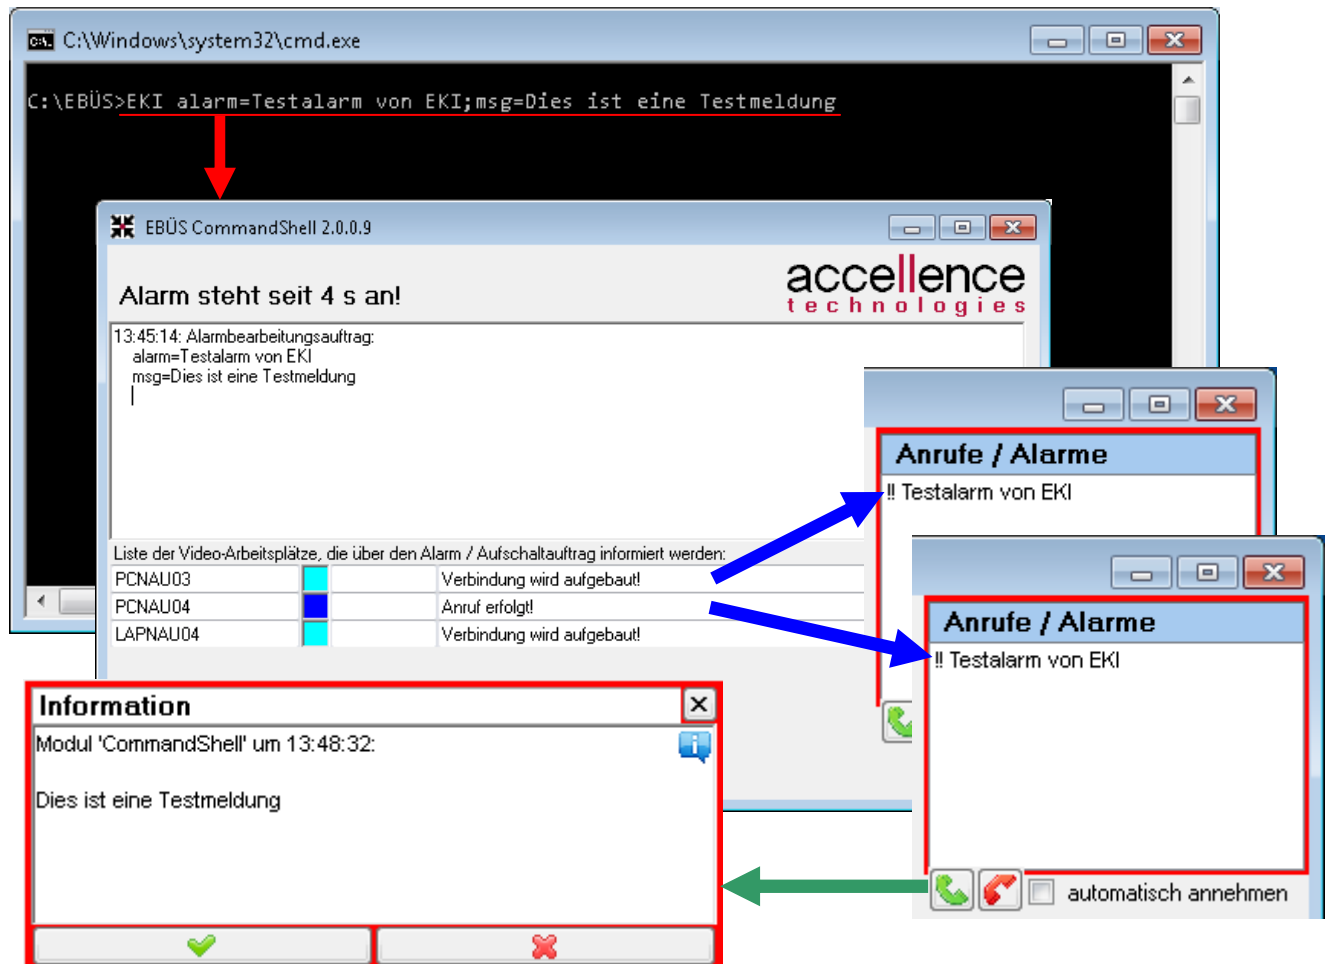 C:\Windows\system32\cmd.exe
C:\EBÜS>EKI alarm=Testalarm von EKI;msg=Dies ist eine Testmeldung
EBÜS CommandShell 2.0.0.9
accellence
technologies
Alarm steht seit 4 s an!
13:45:14: Alarmbearbeitungsauftrag:
alarm=Testalarm von EKI
msg=Dies ist eine Testmeldung
Liste der Video-Arbeitsplätze, die über den Alarm / Aufschaltauftrag informiert werden:
PCNAU03 Verbindung wird aufgebaut!
PCNAU04 Anruf erfolgt!
LAPNAU04 Verbindung wird aufgebaut!
Anrufe / Alarme
!! Testalarm von EKI
Anrufe / Alarme
!! Testalarm von EKI
automatisch annehmen
Information
Modul 'CommandShell' um 13:48:32:
Dies ist eine Testmeldung